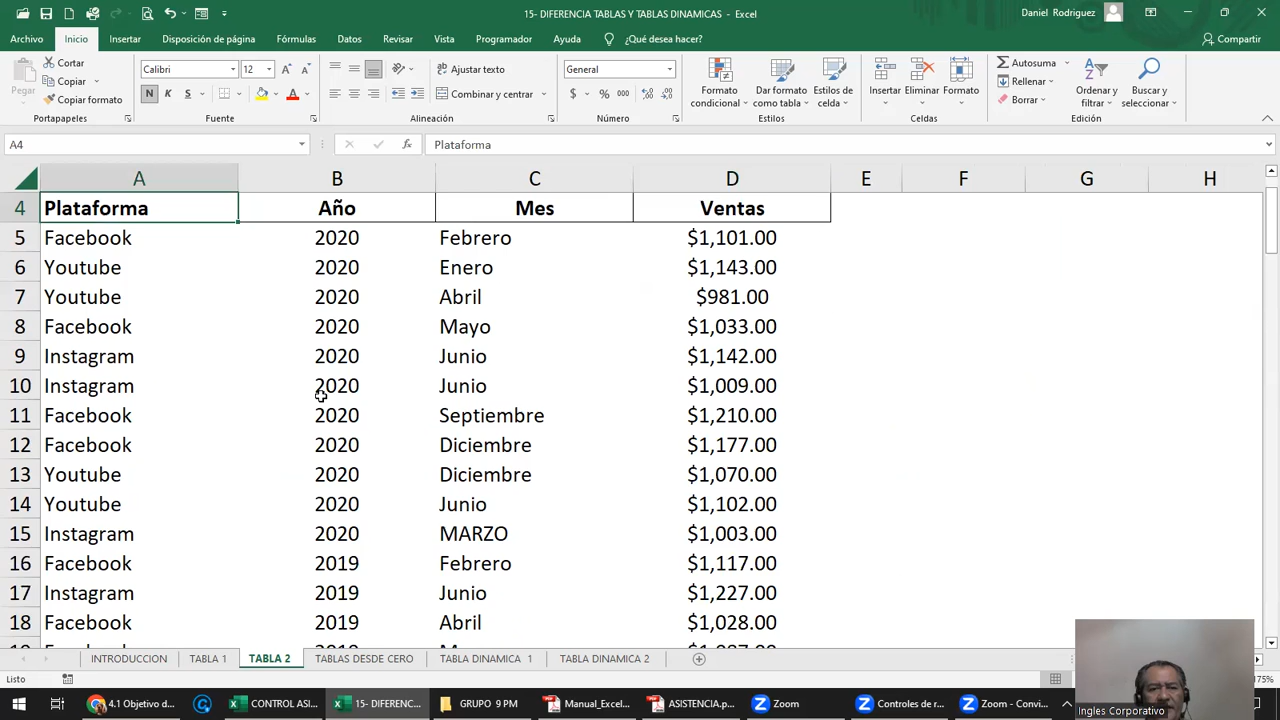 15- DIFERENCIA TABLAS Y TABLAS DINAMICAS - Excel
Daniel Rodriguez
Archivo Inicio Insertar Disposición de página Fórmulas Datos Revisar Vista Programador Ayuda ¿Qué desea hacer? Compartir
Pegar
Cortar
Copiar
Copiar formato
Portapapeles
Calibri 12
N K S
Fuente
Ajustar texto
Combinar y centrar
Alineación
General
$ % 000
Número
Formato condicional
Dar formato como tabla
Estilos de celda
Estilos
Insertar Eliminar Formato
Celdas
Autosuma
Rellenar
Borrar
Ordenar y filtrar
Buscar y seleccionar
Edición
A4 fx Plataforma
A B C D E F G H
4 Plataforma Año Mes Ventas
5 Facebook 2020 Febrero $1,101.00
6 Youtube 2020 Enero $1,143.00
7 Youtube 2020 Abril $981.00
8 Facebook 2020 Mayo $1,033.00
9 Instagram 2020 Junio $1,142.00
10 Instagram 2020 Junio $1,009.00
11 Facebook 2020 Septiembre $1,210.00
12 Facebook 2020 Diciembre $1,177.00
13 Youtube 2020 Diciembre $1,070.00
14 Youtube 2020 Junio $1,102.00
15 Instagram 2020 MARZO $1,003.00
16 Facebook 2019 Febrero $1,117.00
17 Instagram 2019 Junio $1,227.00
18 Facebook 2019 Abril $1,028.00
INTRODUCCION TABLA 1 TABLA 2 TABLAS DESDE CERO TABLA DINAMICA 1 TABLA DINAMICA 2
Listo 175%
4.1 Objetivo d... CONTROL ASI... 15- DIFERENC... GRUPO 9 PM Manual_Excel... ASISTENCIA.p... Zoom Controles de r... Zoom - Convi...
Ingles Corporativo